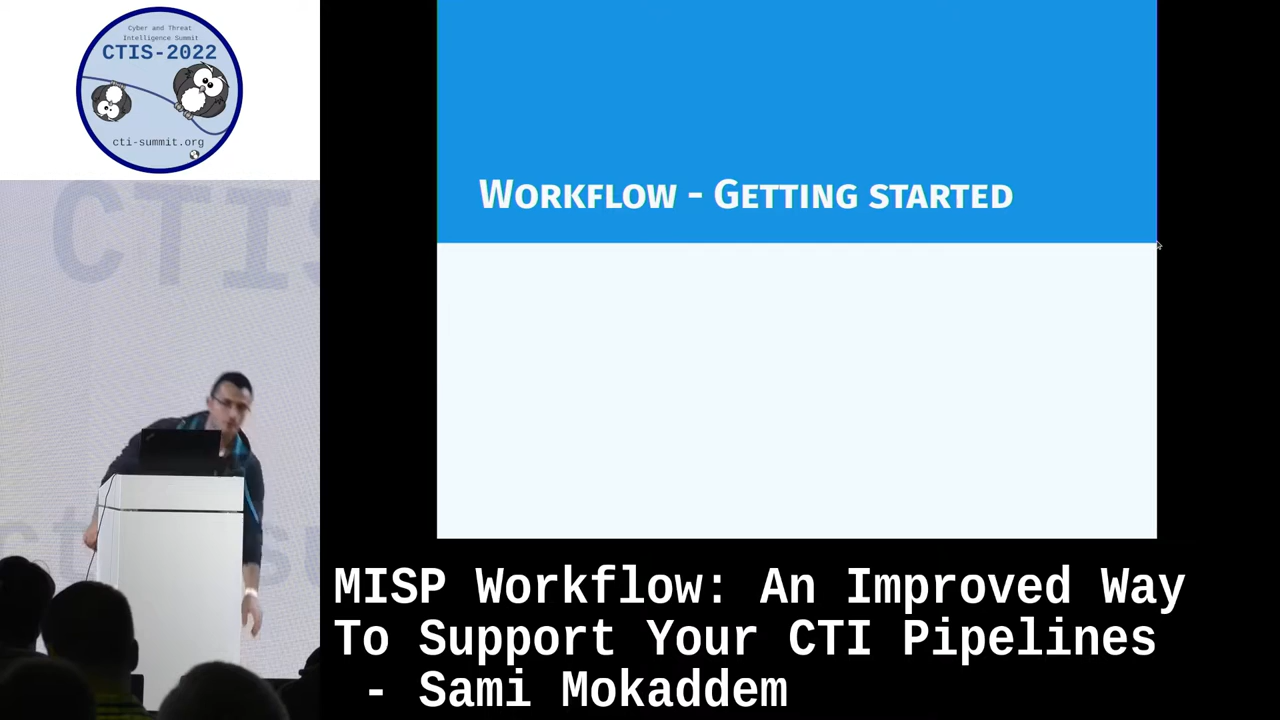 Cyber and Threat
Intelligence Summit
CTIS-2022
cti-summit.org
CTIS
WORKFLOW - GETTING STARTED
MISP Workflow: An Improved Way
To Support Your CTI Pipelines
- Sami Mokaddem